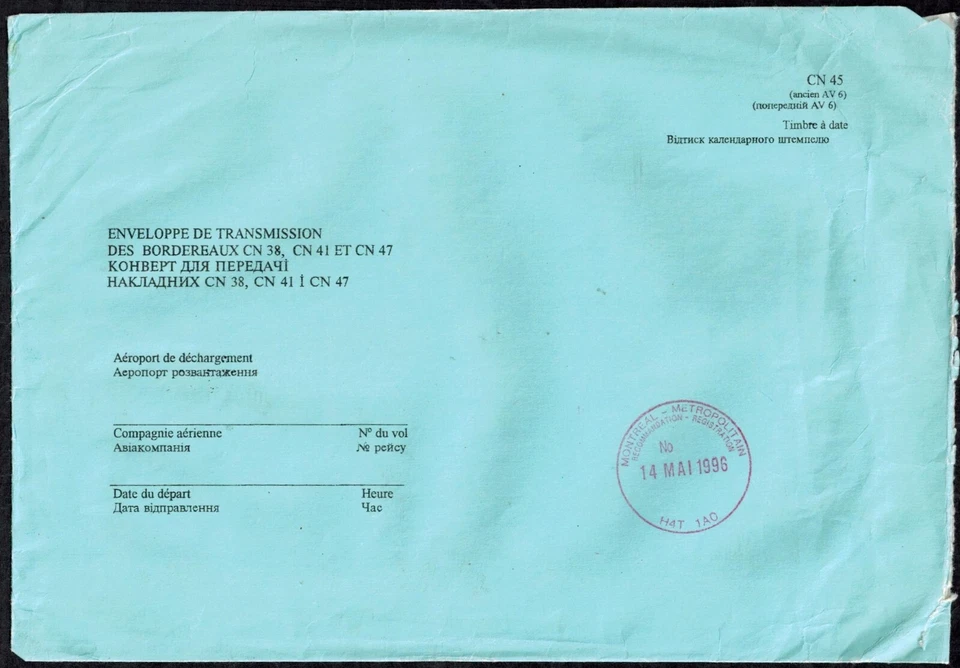 CN 45
(ancien AV 6)
(попередній AV 6)
Timbre à date
Відтиск календарного штемпелю
ENVELOPPE DE TRANSMISSION
DES BORDEREAUX CN 38, CN 41 ET CN 47
КОНВЕРТ ДЛЯ ПЕРЕДАЧІ
НАКЛАДНИХ CN 38, CN 41 І CN 47
Aéroport de déchargement
Аеропорт розвантаження
Compagnie aérienne N° du vol
Авіакомпанія № рейсу
Date du départ Heure
Дата відправлення Час
MONTREAL - METROPOLITAIN
RECOMMANDATION - REGISTRATION
No
14 MAI 1996
H4T 1A0